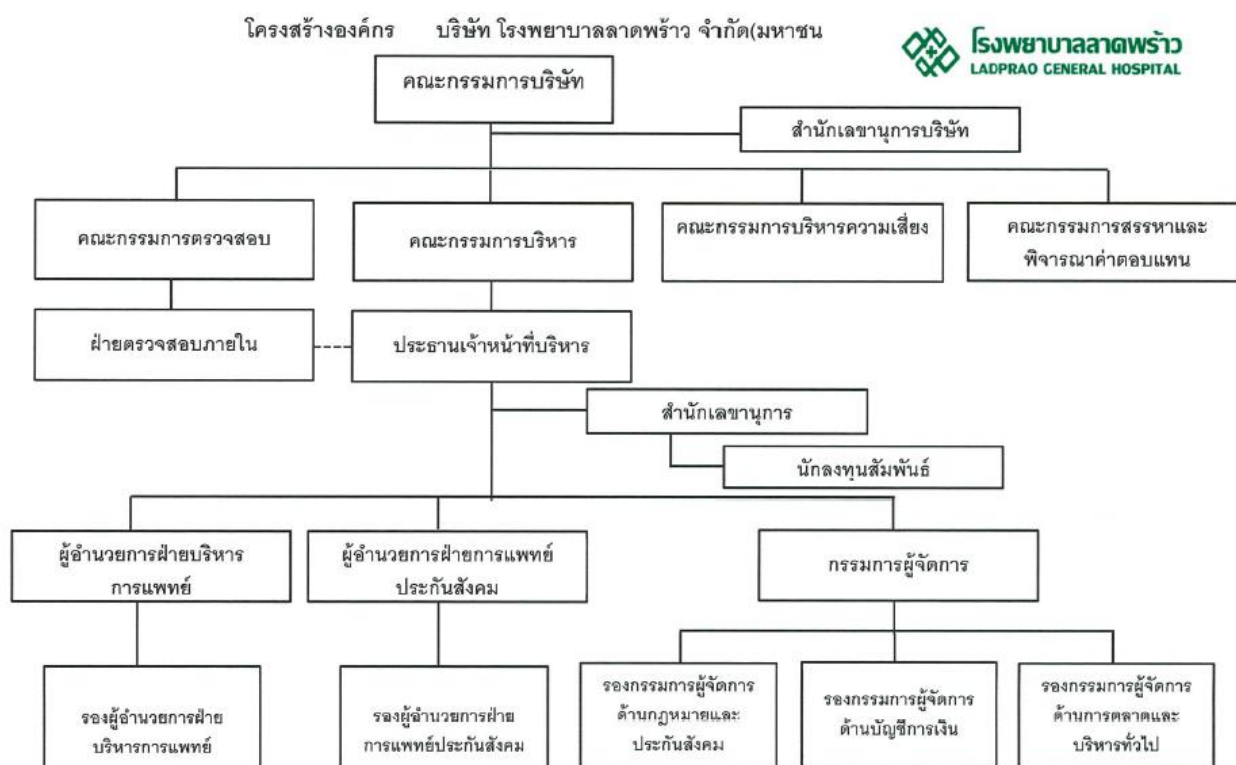 โครงสร้างองค์กร บริษัท โรงพยาบาลลาดพร้าว จำกัด(มหาชน
โรงพยาบาลลาดพร้าว
LADPRAO GENERAL HOSPITAL
คณะกรรมการบริษัท
สำนักเลขานุการบริษัท
คณะกรรมการตรวจสอบ
คณะกรรมการบริหาร
คณะกรรมการบริหารความเสี่ยง
คณะกรรมการสรรหาและ
พิจารณาค่าตอบแทน
ฝ่ายตรวจสอบภายใน
ประธานเจ้าหน้าที่บริหาร
สำนักเลขานุการ
นักลงทุนสัมพันธ์
ผู้อำนวยการฝ่ายบริหาร
การแพทย์
ผู้อำนวยการฝ่ายการแพทย์
ประกันสังคม
กรรมการผู้จัดการ
รองผู้อำนวยการฝ่าย
บริหารการแพทย์
รองผู้อำนวยการฝ่าย
การแพทย์ประกันสังคม
รองกรรมการผู้จัดการ
ด้านกฎหมายและ
ประกันสังคม
รองกรรมการผู้จัดการ
ด้านบัญชีการเงิน
รองกรรมการผู้จัดการ
ด้านการตลาดและ
บริหารทั่วไป